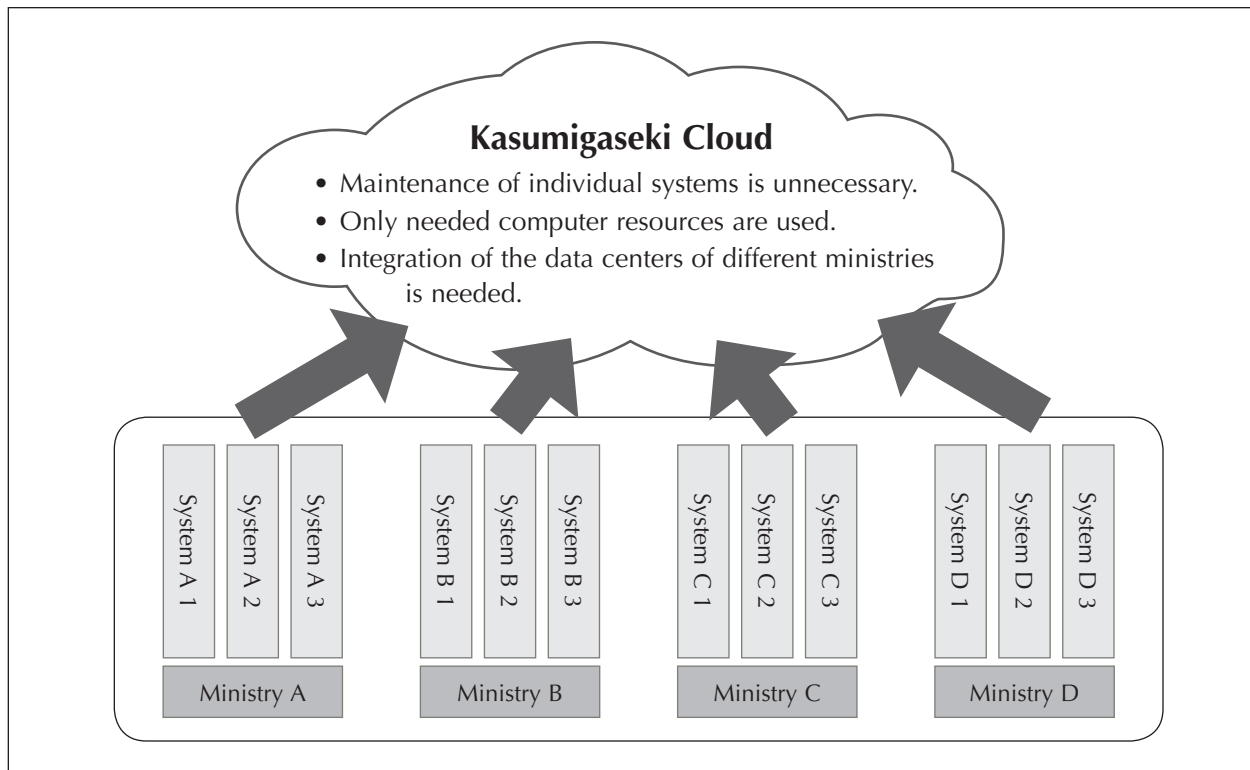 Kasumigaseki Cloud
• Maintenance of individual systems is unnecessary.
• Only needed computer resources are used.
• Integration of the data centers of different ministries
is needed.
System A 1
System A 2
System A 3
System B 1
System B 2
System B 3
System C 1
System C 2
System C 3
System D 1
System D 2
System D 3
Ministry A
Ministry B
Ministry C
Ministry D